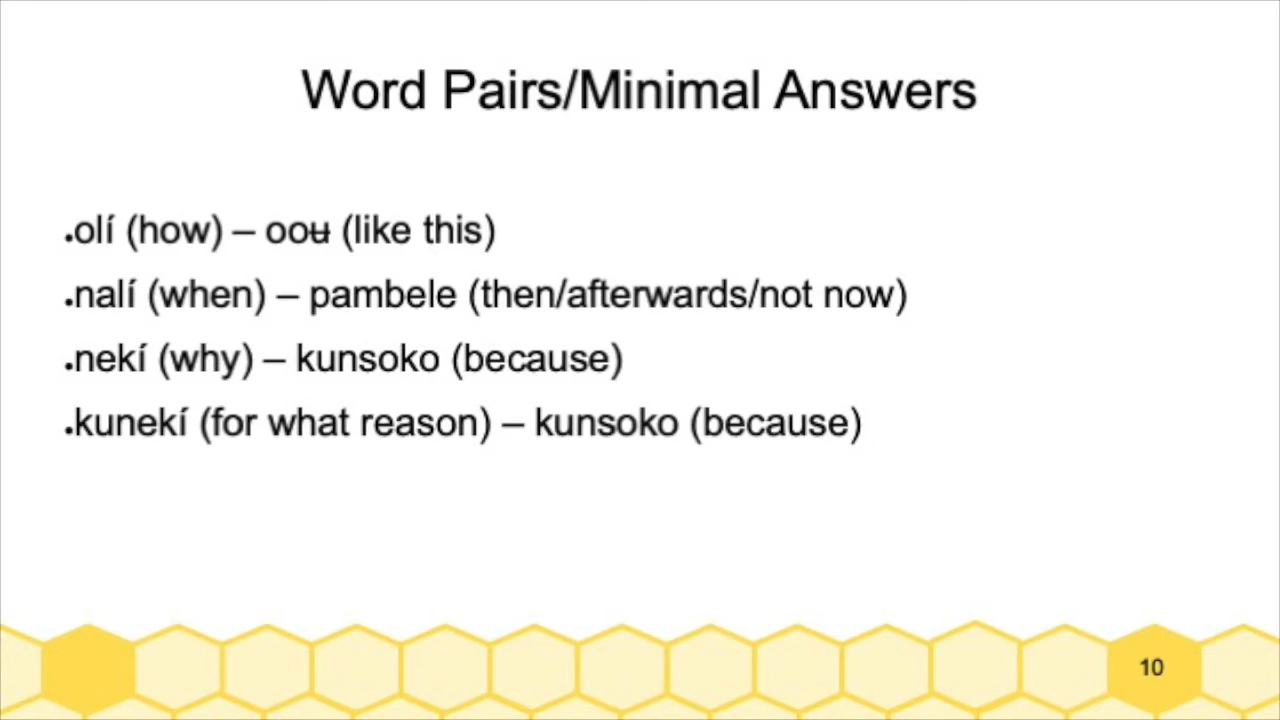 Word Pairs/Minimal Answers
•olí (how) – ooʉ (like this)
•nalí (when) – pambele (then/afterwards/not now)
•nekí (why) – kunsoko (because)
•kunekí (for what reason) – kunsoko (because)
10